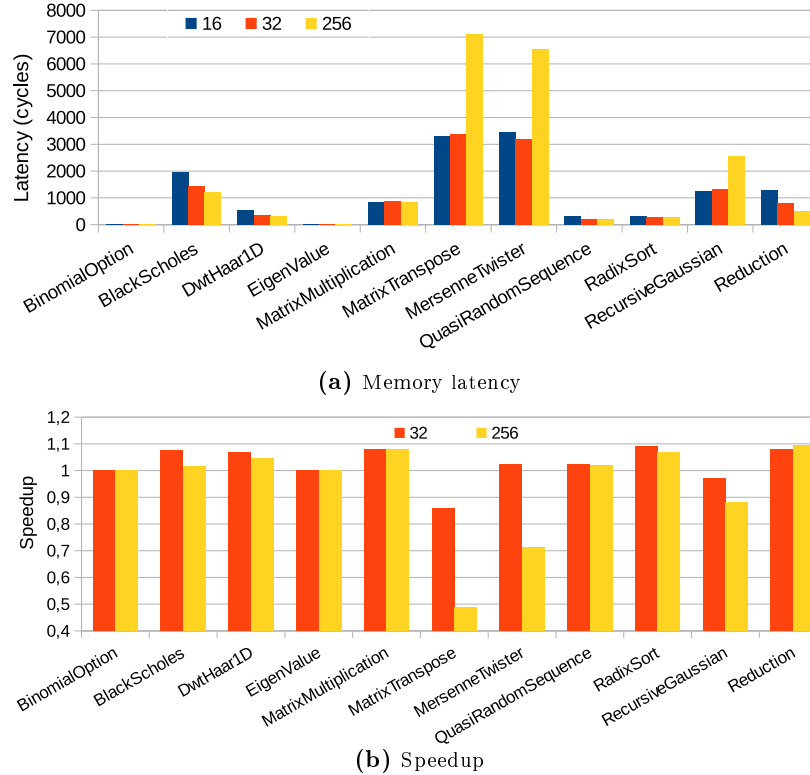 8000
7000
6000
5000
4000
3000
2000
1000
0
Latency (cycles)
16 32 256
BinomialOption
BlackScholes
DwtHaar1D
EigenValue
MatrixMultiplication
MatrixTranspose
MersenneTwister
QuasiRandomSequence
RadixSort
RecursiveGaussian
Reduction
(a) Memory latency
1,2
1,1
1
0,9
0,8
0,7
0,6
0,5
0,4
Speedup
32 256
BinomialOption
BlackScholes
DwtHaar1D
EigenValue
MatrixMultiplication
MatrixTranspose
MersenneTwister
QuasiRandomSequence
RadixSort
RecursiveGaussian
Reduction
(b) Speedup